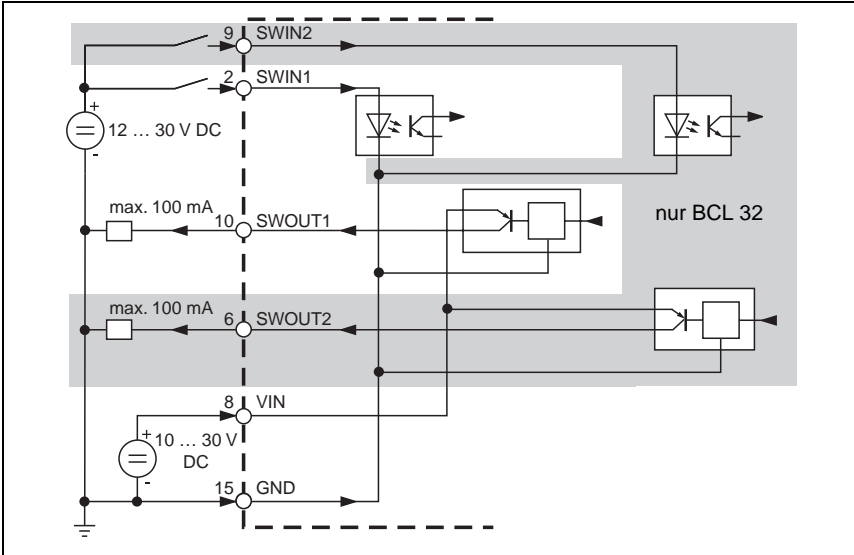 9 SWIN2
2 SWIN1
+
12 … 30 V DC
-
max. 100 mA
10 SWOUT1
nur BCL 32
max. 100 mA
6 SWOUT2
8 VIN
+
10 … 30 V
DC
-
15 GND